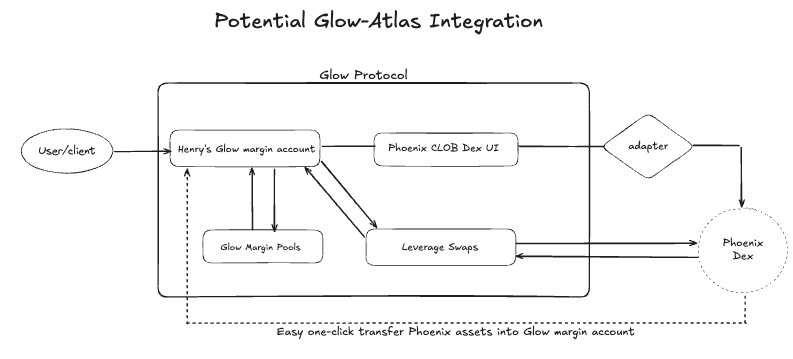 Potential Glow-Atlas Integration
Glow Protocol
User/client
Henry's Glow margin account
Phoenix CLOB Dex UI
adapter
Glow Margin Pools
Leverage Swaps
Phoenix
Dex
Easy one-click transfer Phoenix assets into Glow margin account